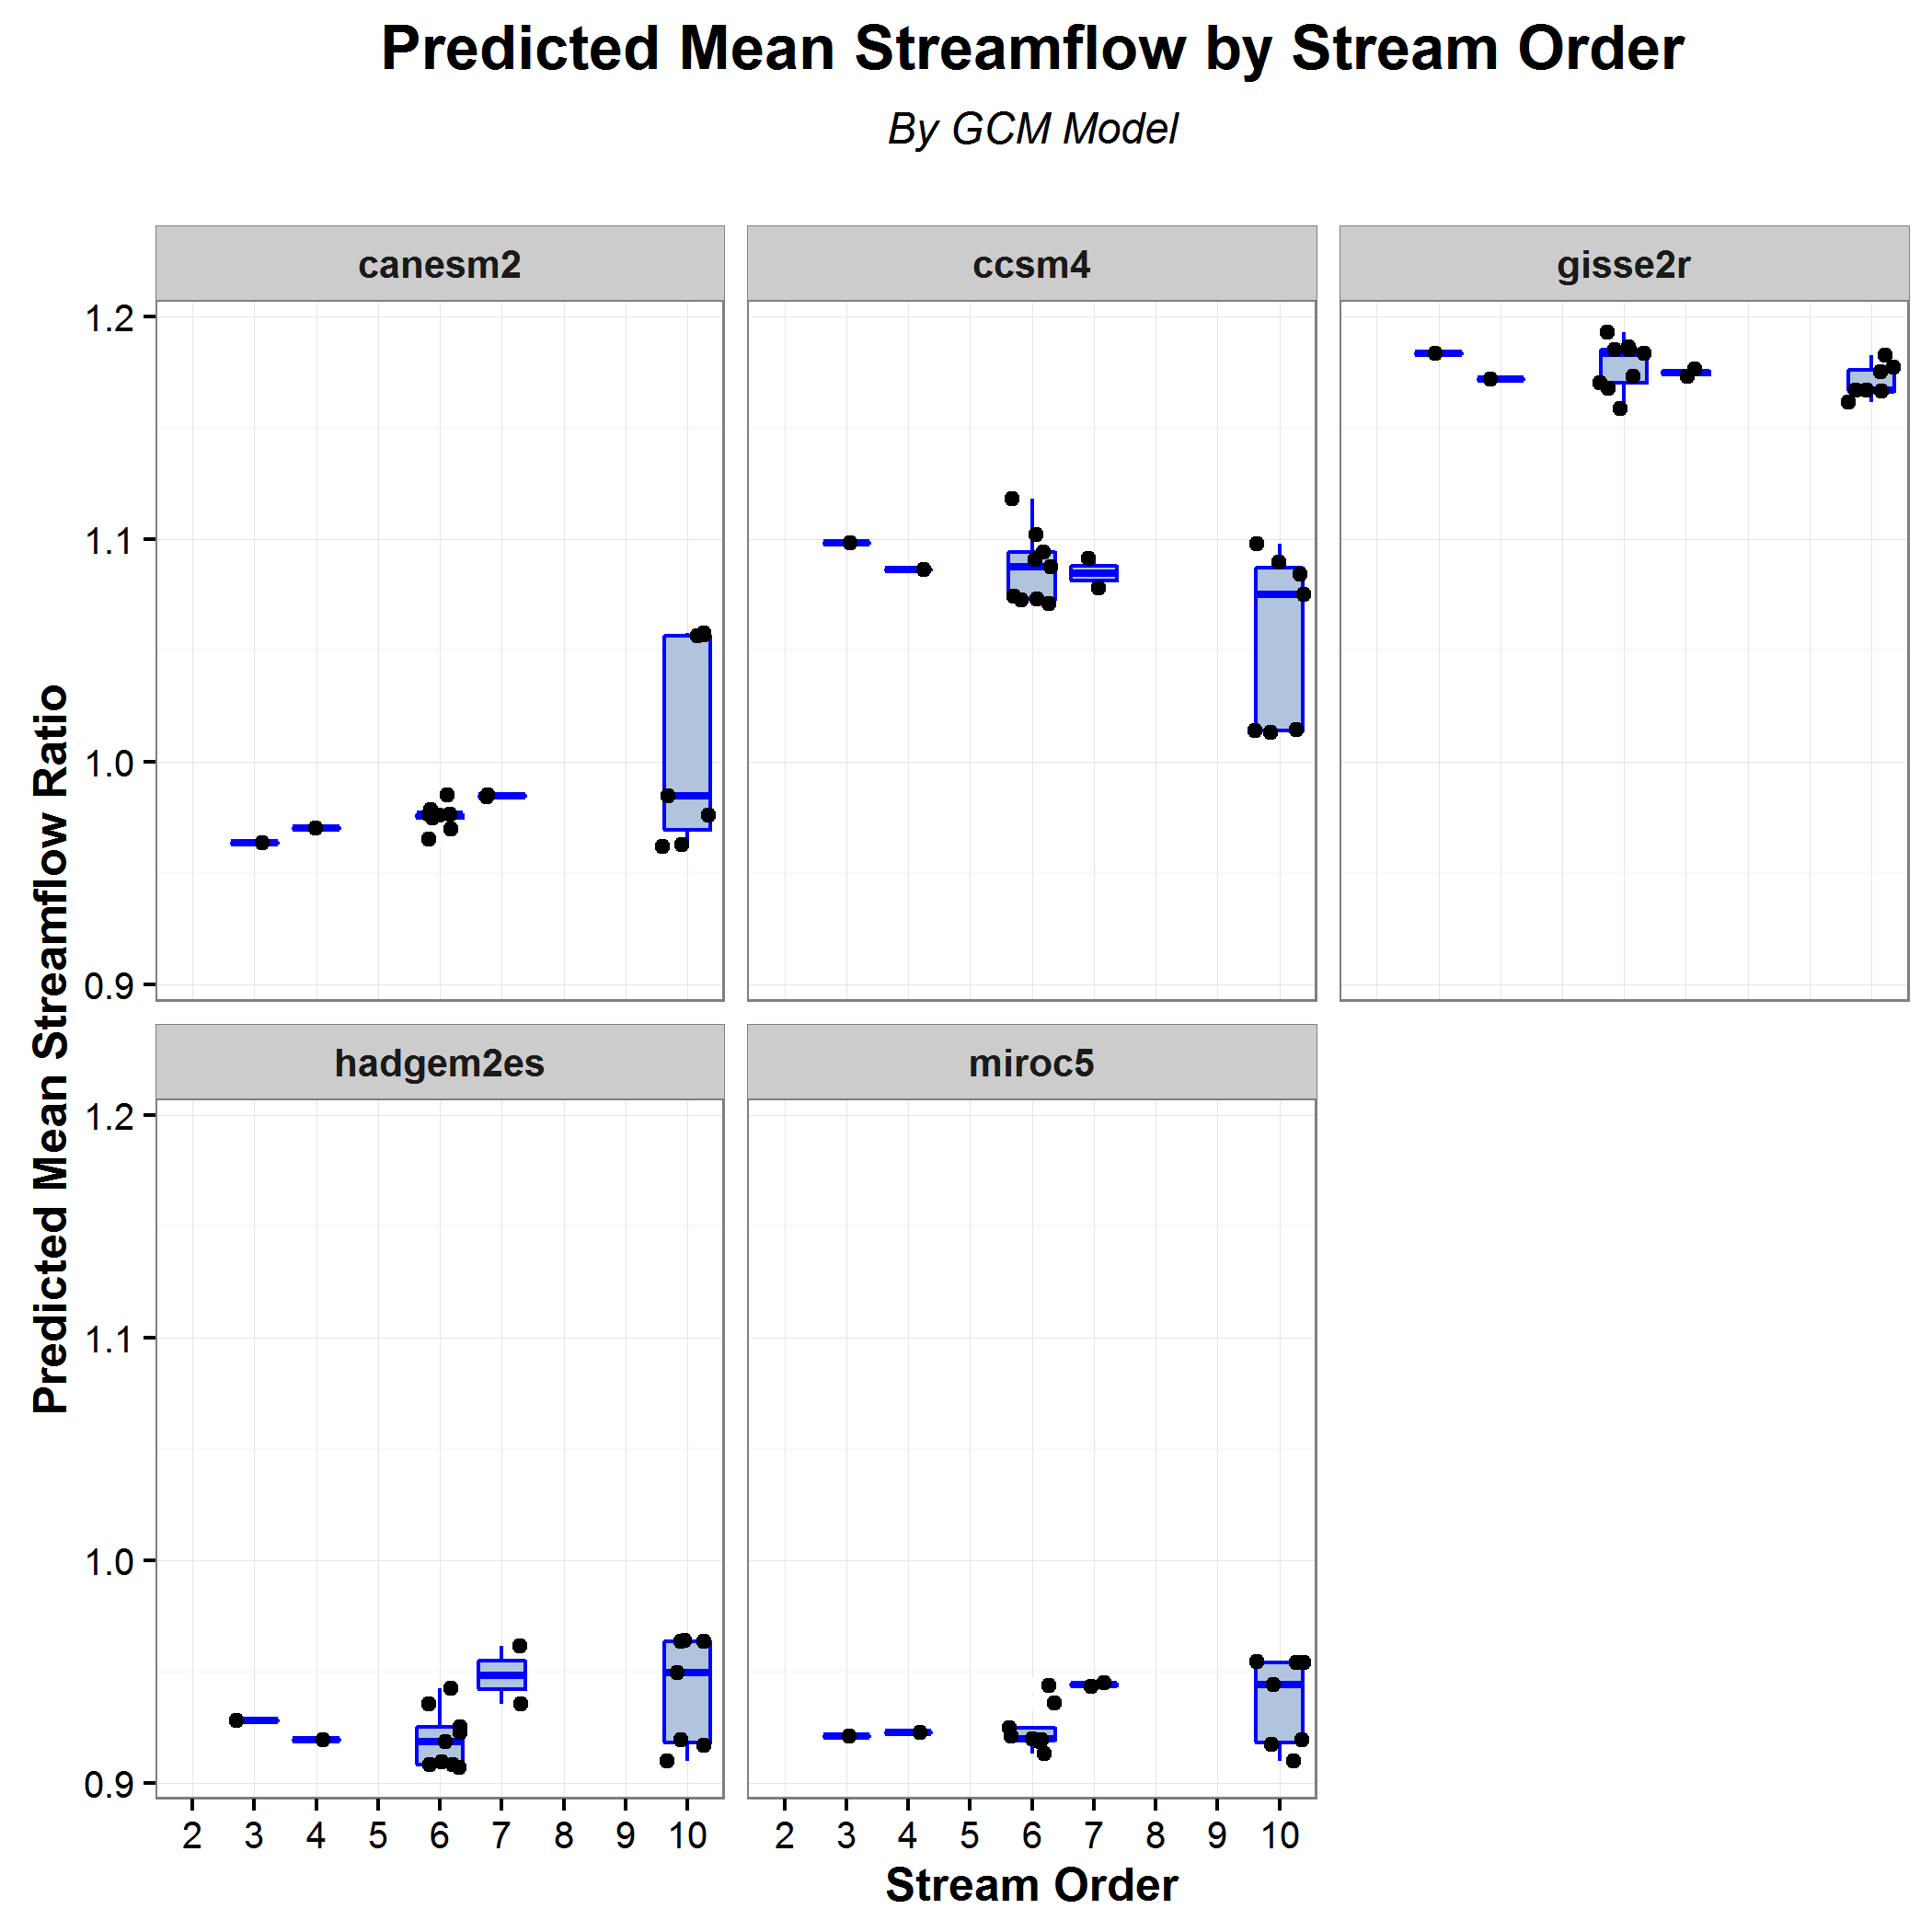 Predicted Mean Streamflow by Stream Order
By GCM Model
canesm2
ccsm4
gisse2r
1.2
1.1
1.0
0.9
Predicted Mean Streamflow Ratio
hadgem2es
miroc5
1.2
1.1
1.0
0.9
2 3 4 5 6 7 8 9 10
2 3 4 5 6 7 8 9 10
Stream Order